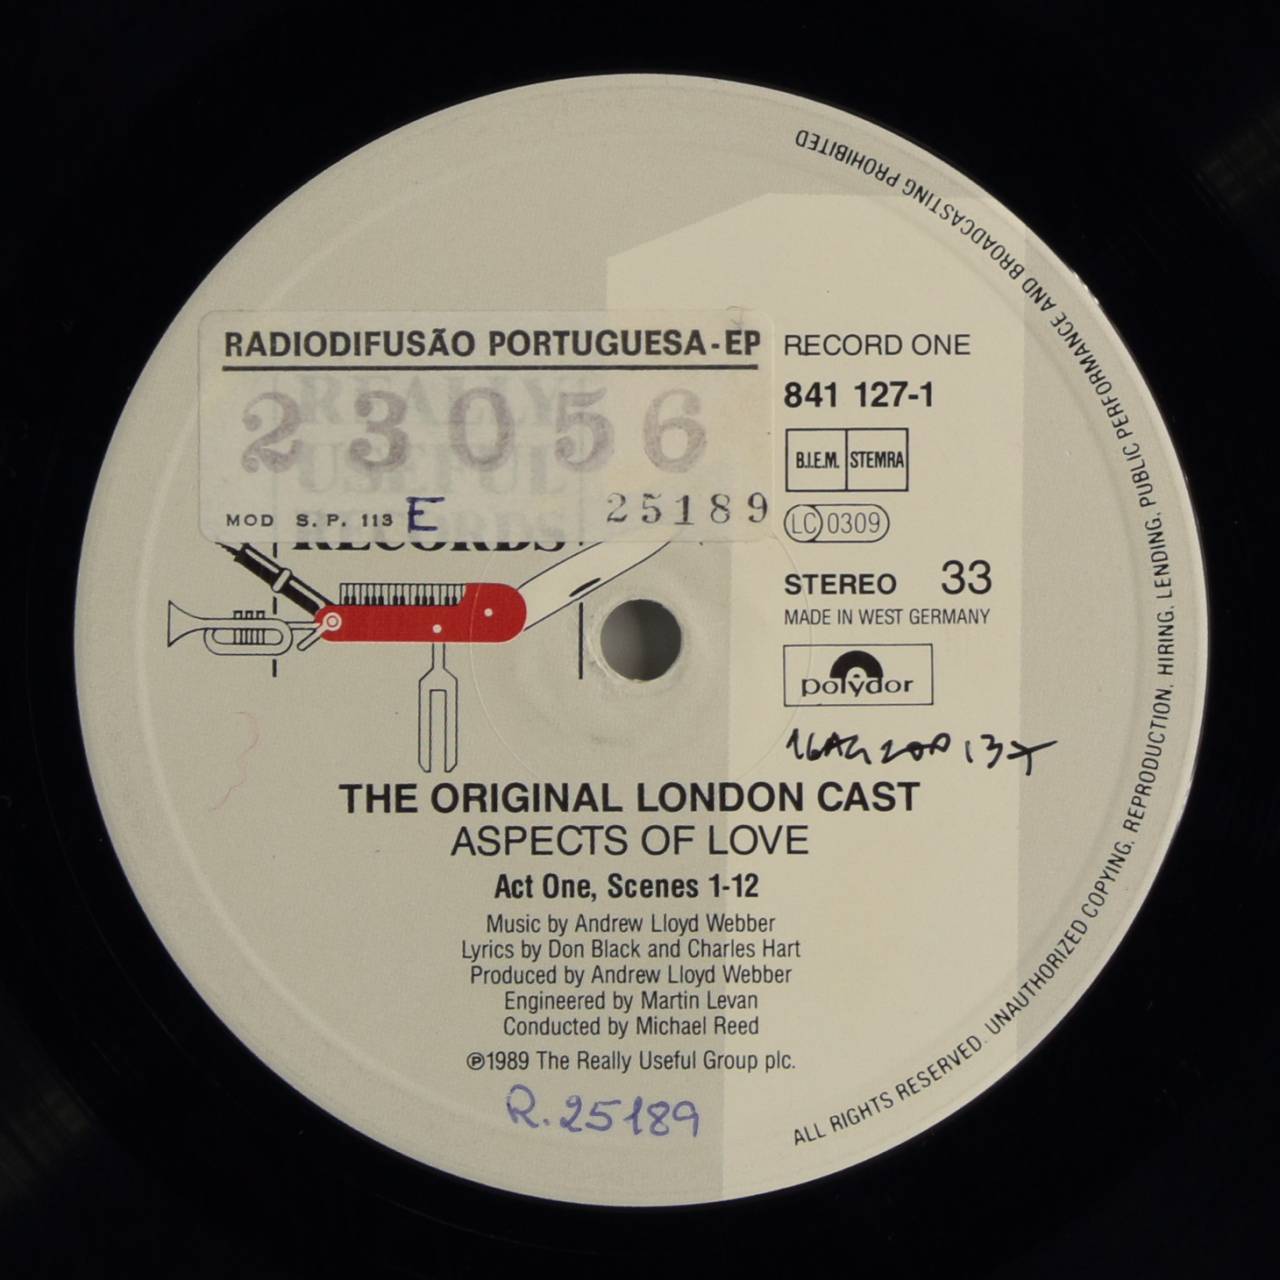 RADIODIFUSÃO PORTUGUESA-EP
REALLY
23056
USEFUL
MOD S. P. 113 E 25189
RECORDS
RECORD ONE
841 127-1
B.I.E.M. STEMRA
LC 0309
STEREO 33
MADE IN WEST GERMANY
polydor
THE ORIGINAL LONDON CAST
ASPECTS OF LOVE
Act One, Scenes 1-12
Music by Andrew Lloyd Webber
Lyrics by Don Black and Charles Hart
Produced by Andrew Lloyd Webber
Engineered by Martin Levan
Conducted by Michael Reed
℗1989 The Really Useful Group plc.
R.25189
ALL RIGHTS RESERVED. UNAUTHORIZED COPYING. REPRODUCTION. HIRING. LENDING. PUBLIC PERFORMANCE AND BROADCASTING PROHIBITED